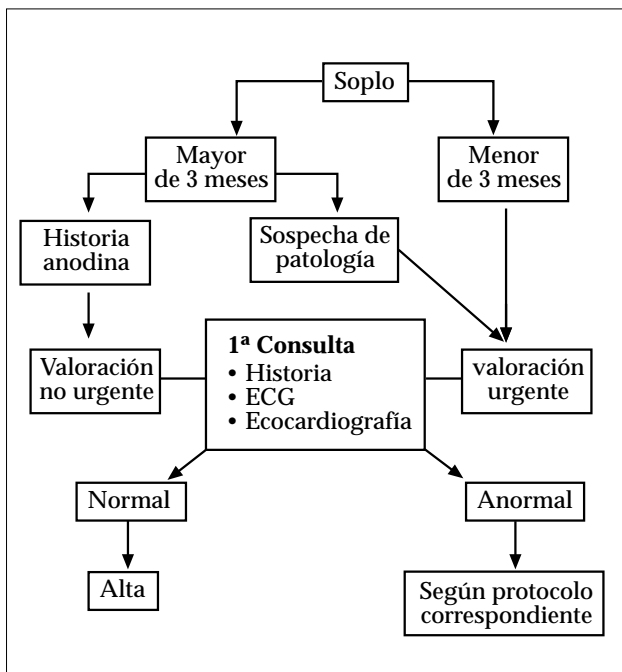 Soplo
Mayor
de 3 meses
Menor
de 3 meses
Historia
anodina
Sospecha de
patología
Valoración
no urgente
1ª Consulta
• Historia
• ECG
• Ecocardiografía
valoración
urgente
Normal
Anormal
Alta
Según protocolo
correspondiente